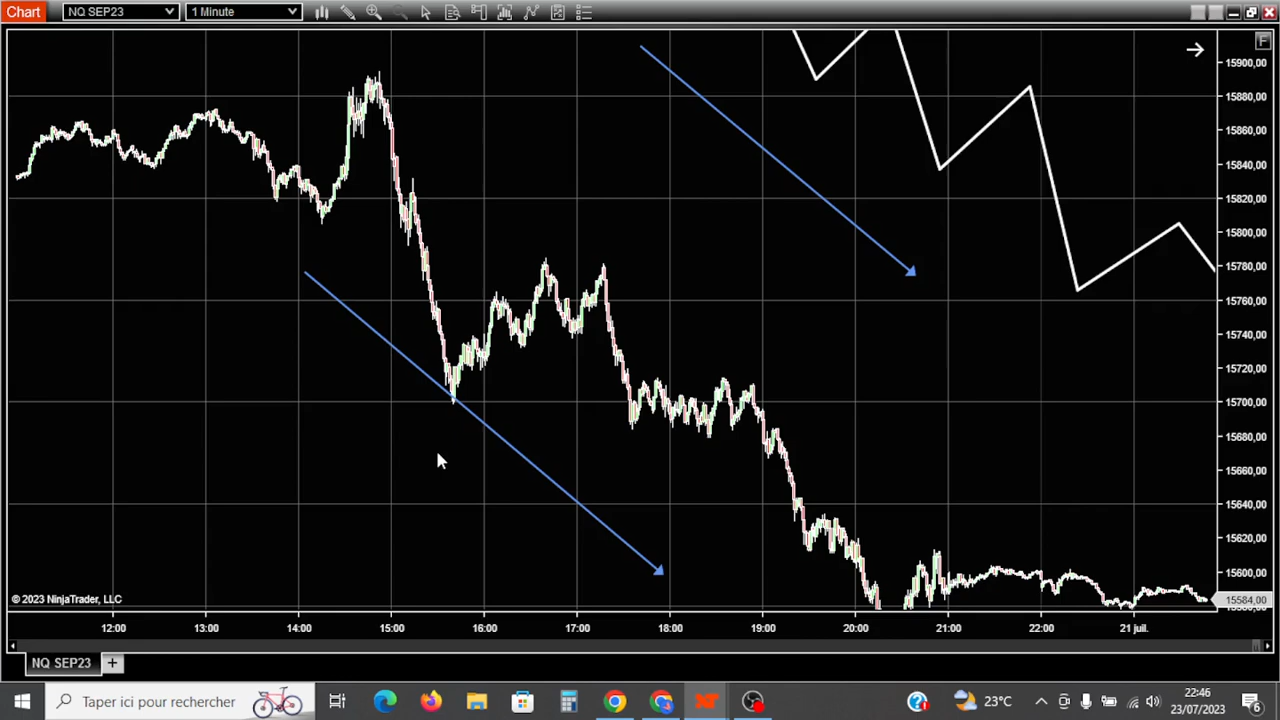 Chart NQ SEP23 1 Minute
F
15900,00
15880,00
15860,00
15840,00
15820,00
15800,00
15780,00
15760,00
15740,00
15720,00
15700,00
15680,00
15660,00
15640,00
15620,00
15600,00
15584,00
© 2023 NinjaTrader, LLC
12:00 13:00 14:00 15:00 16:00 17:00 18:00 19:00 20:00 21:00 22:00 21 juil.
NQ SEP23 +
Taper ici pour rechercher
23°C
22:46
23/07/2023
6